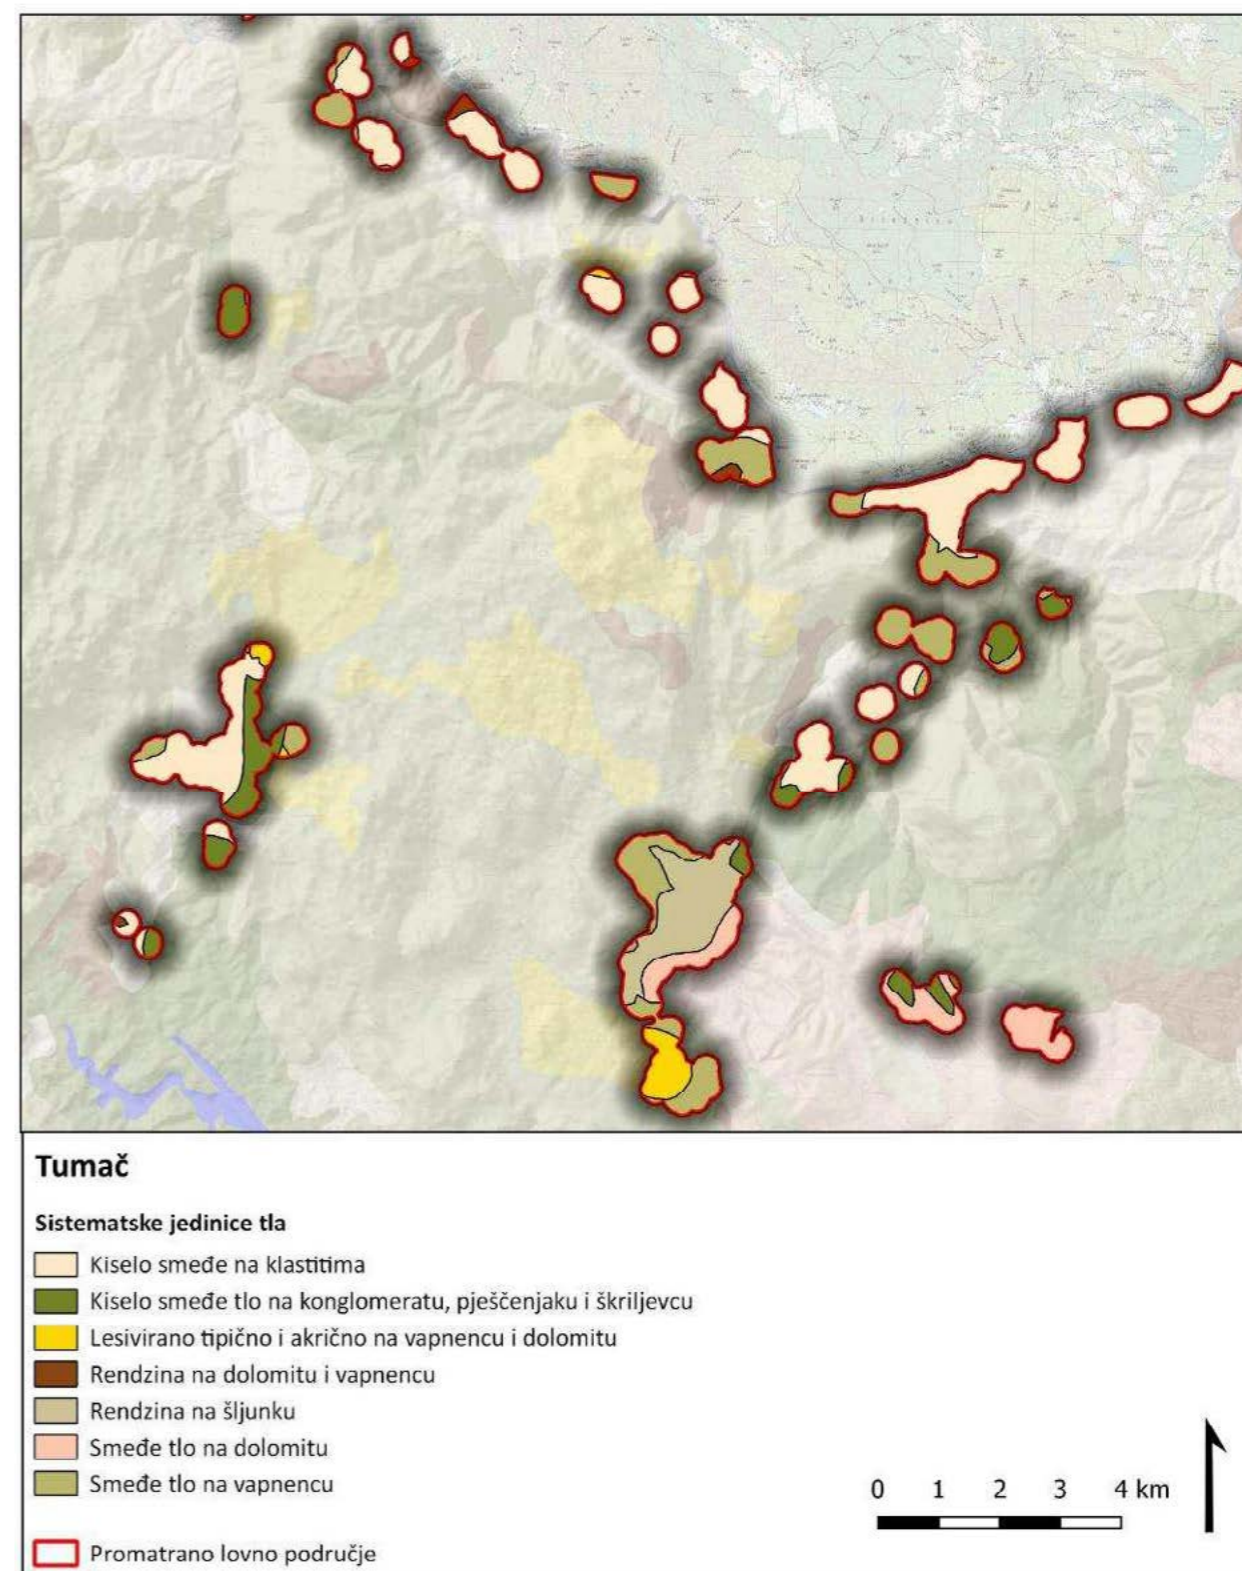 Tumač
Sistematske jedinice tla
Kiselo smeđe na klastitima
Kiselo smeđe tlo na konglomeratu, pješčenjaku i škriljevcu
Lesivirano tipično i akrično na vapnencu i dolomitu
Rendzina na dolomitu i vapnencu
Rendzina na šljunku
Smeđe tlo na dolomitu
Smeđe tlo na vapnencu
0 1 2 3 4 km
Promatrano lovno područje